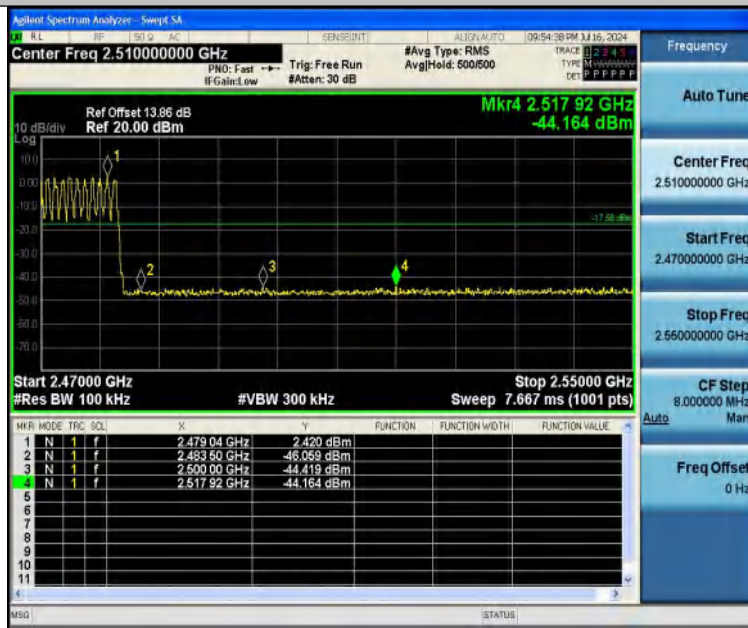 Agilent Spectrum Analyzer - Swept SA
RL RF 50 Ω AC SENSE:INT ALIGN AUTO 09:54:38 PM Jul 16, 2024
Center Freq 2.510000000 GHz
PNO: Fast
IFGain:Low
Trig: Free Run
#Atten: 30 dB
#Avg Type: RMS
Avg|Hold: 500/500
TRACE 1 2 3 4 5
TYPE M
DET P P P P P P
Ref Offset 13.86 dB
Ref 20.00 dBm
10 dB/div
Log
Mkr4 2.517 92 GHz
-44.164 dBm
10.0
0.00
-10.0
-20.0
-30.0
-40.0
-50.0
-60.0
-70.0
1
2
3
4
-17.58 dBm
Start 2.47000 GHz
Stop 2.55000 GHz
#Res BW 100 kHz
#VBW 300 kHz
Sweep 7.667 ms (1001 pts)
MKR MODE TRC SCL X Y FUNCTION FUNCTION WIDTH FUNCTION VALUE
1 N 1 f 2.479 04 GHz 2.420 dBm
2 N 1 f 2.483 50 GHz -46.059 dBm
3 N 1 f 2.500 00 GHz -44.419 dBm
4 N 1 f 2.517 92 GHz -44.164 dBm
5
6
7
8
9
10
11
MSG
STATUS
Frequency
Auto Tune
Center Freq
2.510000000 GHz
Start Freq
2.470000000 GHz
Stop Freq
2.550000000 GHz
CF Step
8.000000 MHz
Auto Man
Freq Offset
0 Hz